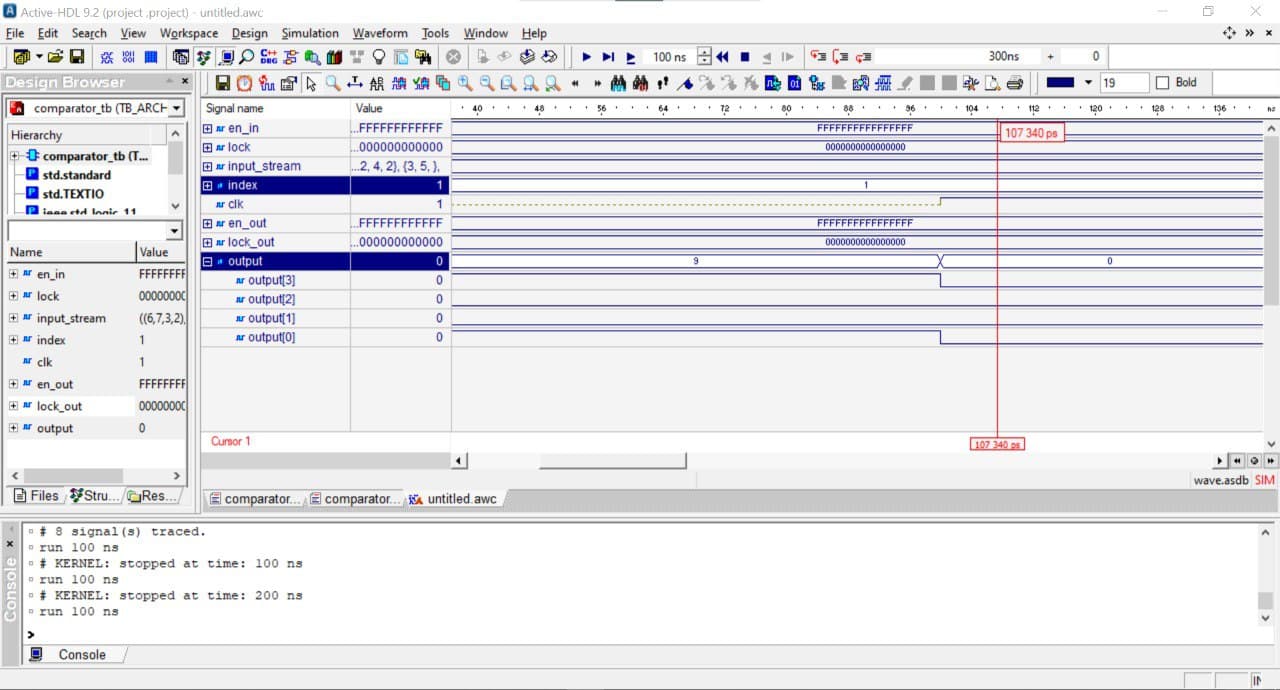 Active-HDL 9.2 (project .project) - untitled.awc
File Edit Search View Workspace Design Simulation Waveform Tools Window Help
100 ns 300ns + 0
Design Browser
19 Bold
comparator_tb (TB_ARCH
Hierarchy
comparator_tb (T...
std.standard
std.TEXTIO
ieee.std_logic_11
Name Value
en_in FFFFFFFF
lock 00000000
input_stream ((6,7,3,2),
index 1
clk 1
en_out FFFFFFFF
lock_out 00000000
output 0
Files Stru... Res...
Signal name Value 40 48 56 64 72 80 88 96 104 112 120 128 136 ns
en_in ...FFFFFFFFFFFF FFFFFFFFFFFFFFFF 107 340 ps
lock ...000000000000 0000000000000000
input_stream ...2, 4, 2}, {3, 5, },
index 1 1
clk 1
en_out ...FFFFFFFFFFFF FFFFFFFFFFFFFFFF
lock_out ...000000000000 0000000000000000
output 0 9 0
output[3] 0
output[2] 0
output[1] 0
output[0] 0
Cursor 1 107 340 ps
wave.asdb SIM
comparator... comparator... untitled.awc
Console
# 8 signal(s) traced.
run 100 ns
# KERNEL: stopped at time: 100 ns
run 100 ns
# KERNEL: stopped at time: 200 ns
run 100 ns
>
Console